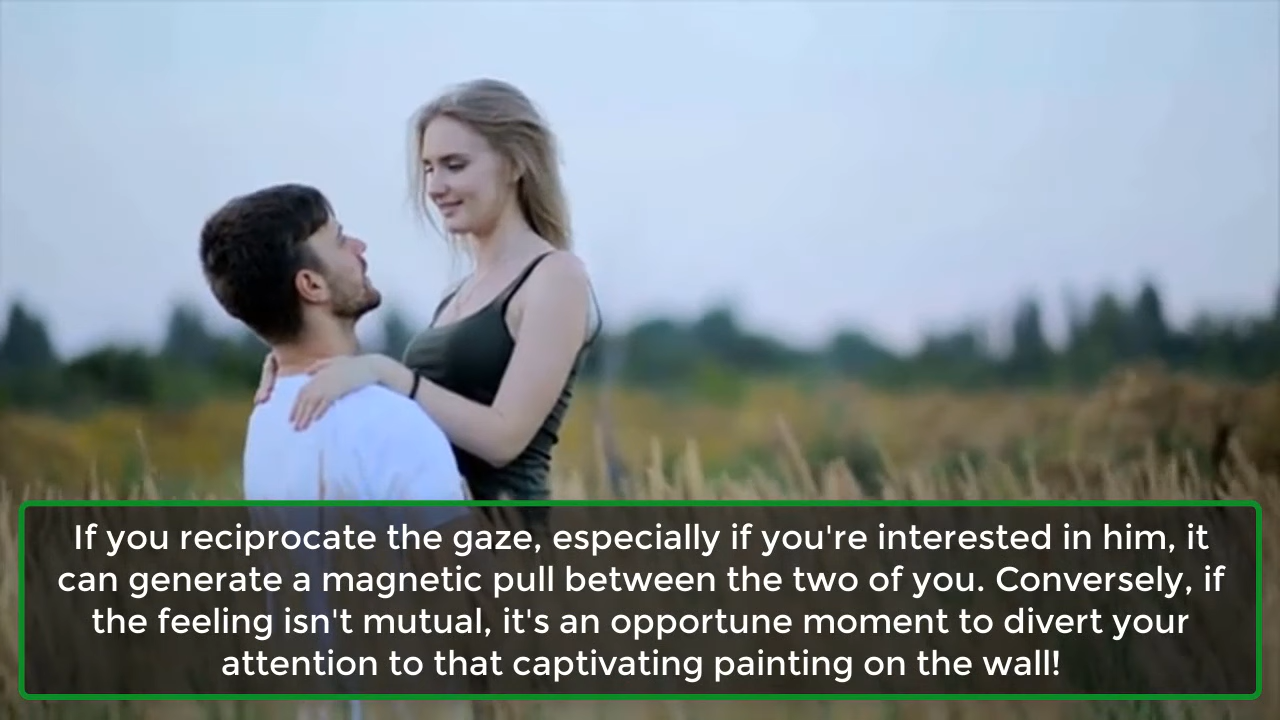 If you reciprocate the gaze, especially if you're interested in him, it
can generate a magnetic pull between the two of you. Conversely, if
the feeling isn't mutual, it's an opportune moment to divert your
attention to that captivating painting on the wall!